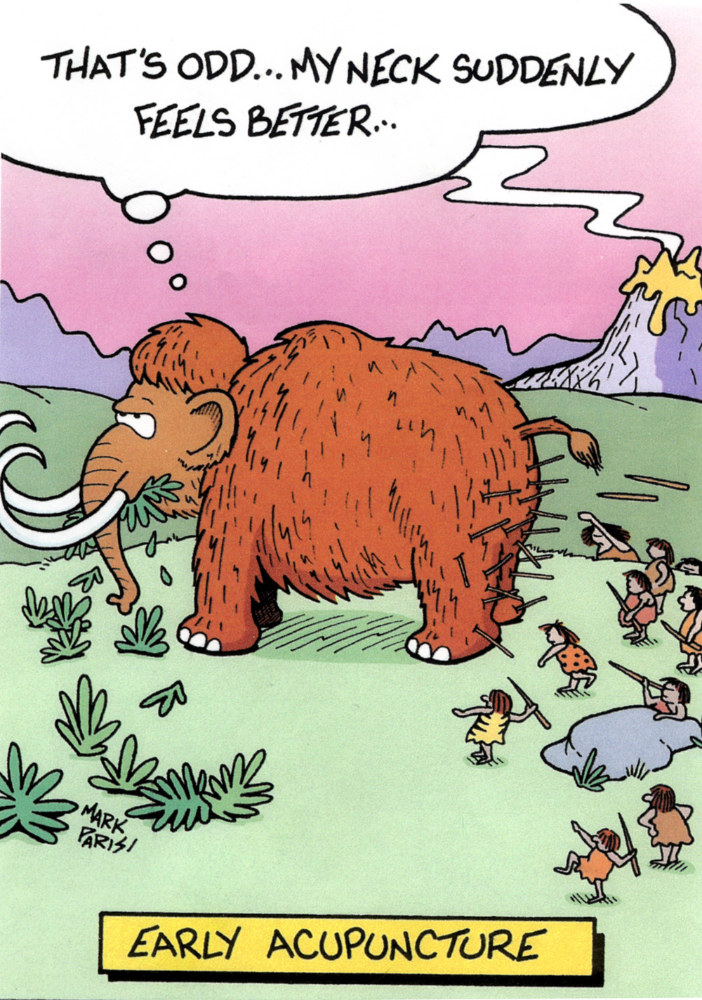 THAT'S ODD... MY NECK SUDDENLY
FEELS BETTER...
MARK
PARISI
EARLY ACUPUNCTURE